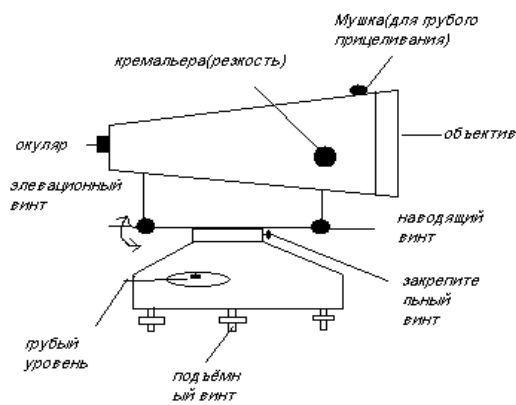 Мушка(для грубого
прицеливания)
кремальера(резкость)
окуляр
объектив
элевационный
винт
наводящий
винт
закрепите
льный
винт
грубый
уровень
подъёмн
ый винт